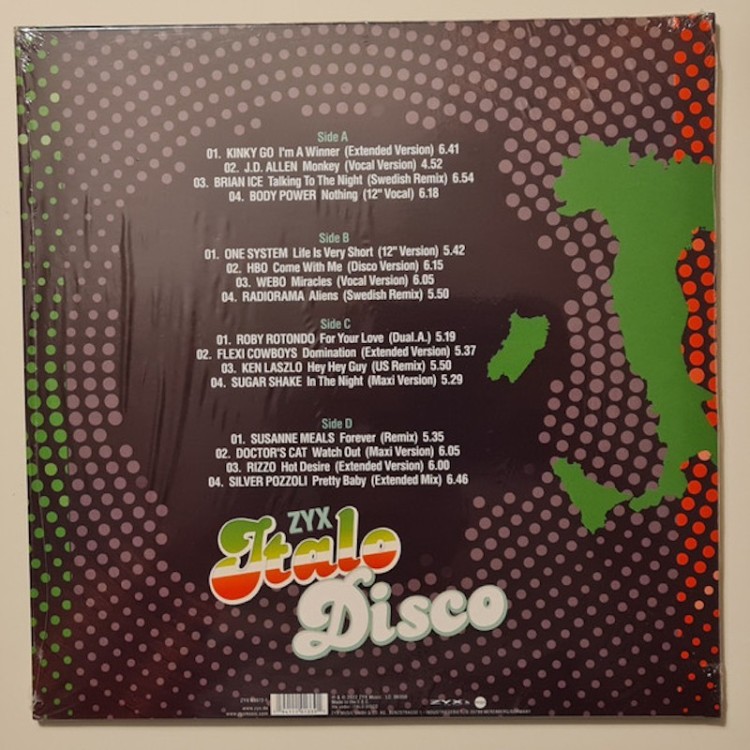 Side A
01. KINKY GO I'm A Winner (Extended Version) 6.41
02. J.D. ALLEN Monkey (Vocal Version) 4.52
03. BRIAN ICE Talking To The Night (Swedish Remix) 6.54
04. BODY POWER Nothing (12" Vocal) 6.18
Side B
01. ONE SYSTEM Life Is Very Short (12" Version) 5.42
02. HBO Come With Me (Disco Version) 6.15
03. WEBO Miracles (Vocal Version) 6.05
04. RADIORAMA Aliens (Swedish Remix) 5.50
Side C
01. ROBY ROTONDO For Your Love (Dual.A.) 5.19
02. FLEXI COWBOYS Domination (Extended Version) 5.37
03. KEN LASZLO Hey Hey Guy (US Remix) 5.50
04. SUGAR SHAKE In The Night (Maxi Version) 5.29
Side D
01. SUSANNE MEALS Forever (Remix) 5.35
02. DOCTOR'S CAT Watch Out (Maxi Version) 6.05
03. RIZZO Hot Desire (Extended Version) 6.00
04. SILVER POZZOLI Pretty Baby (Extended Mix) 6.46
ZYX
Italo
Disco
ZYX